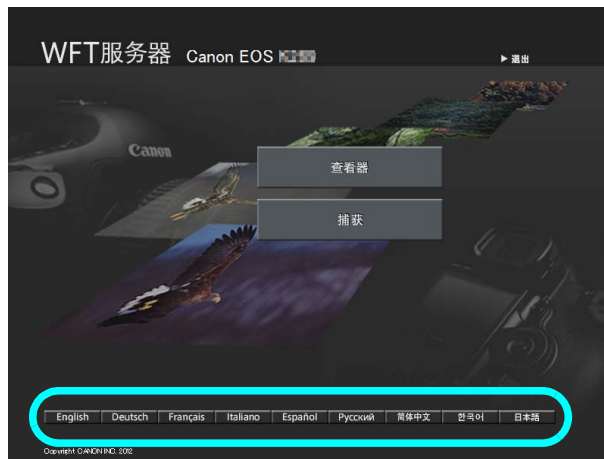 WFT服务器 Canon EOS
▶ 退出
Canon
查看器
捕获
English Deutsch Français Italiano Español Русский 简体中文 한국어 日本語
Copyright CANON INC. 2012